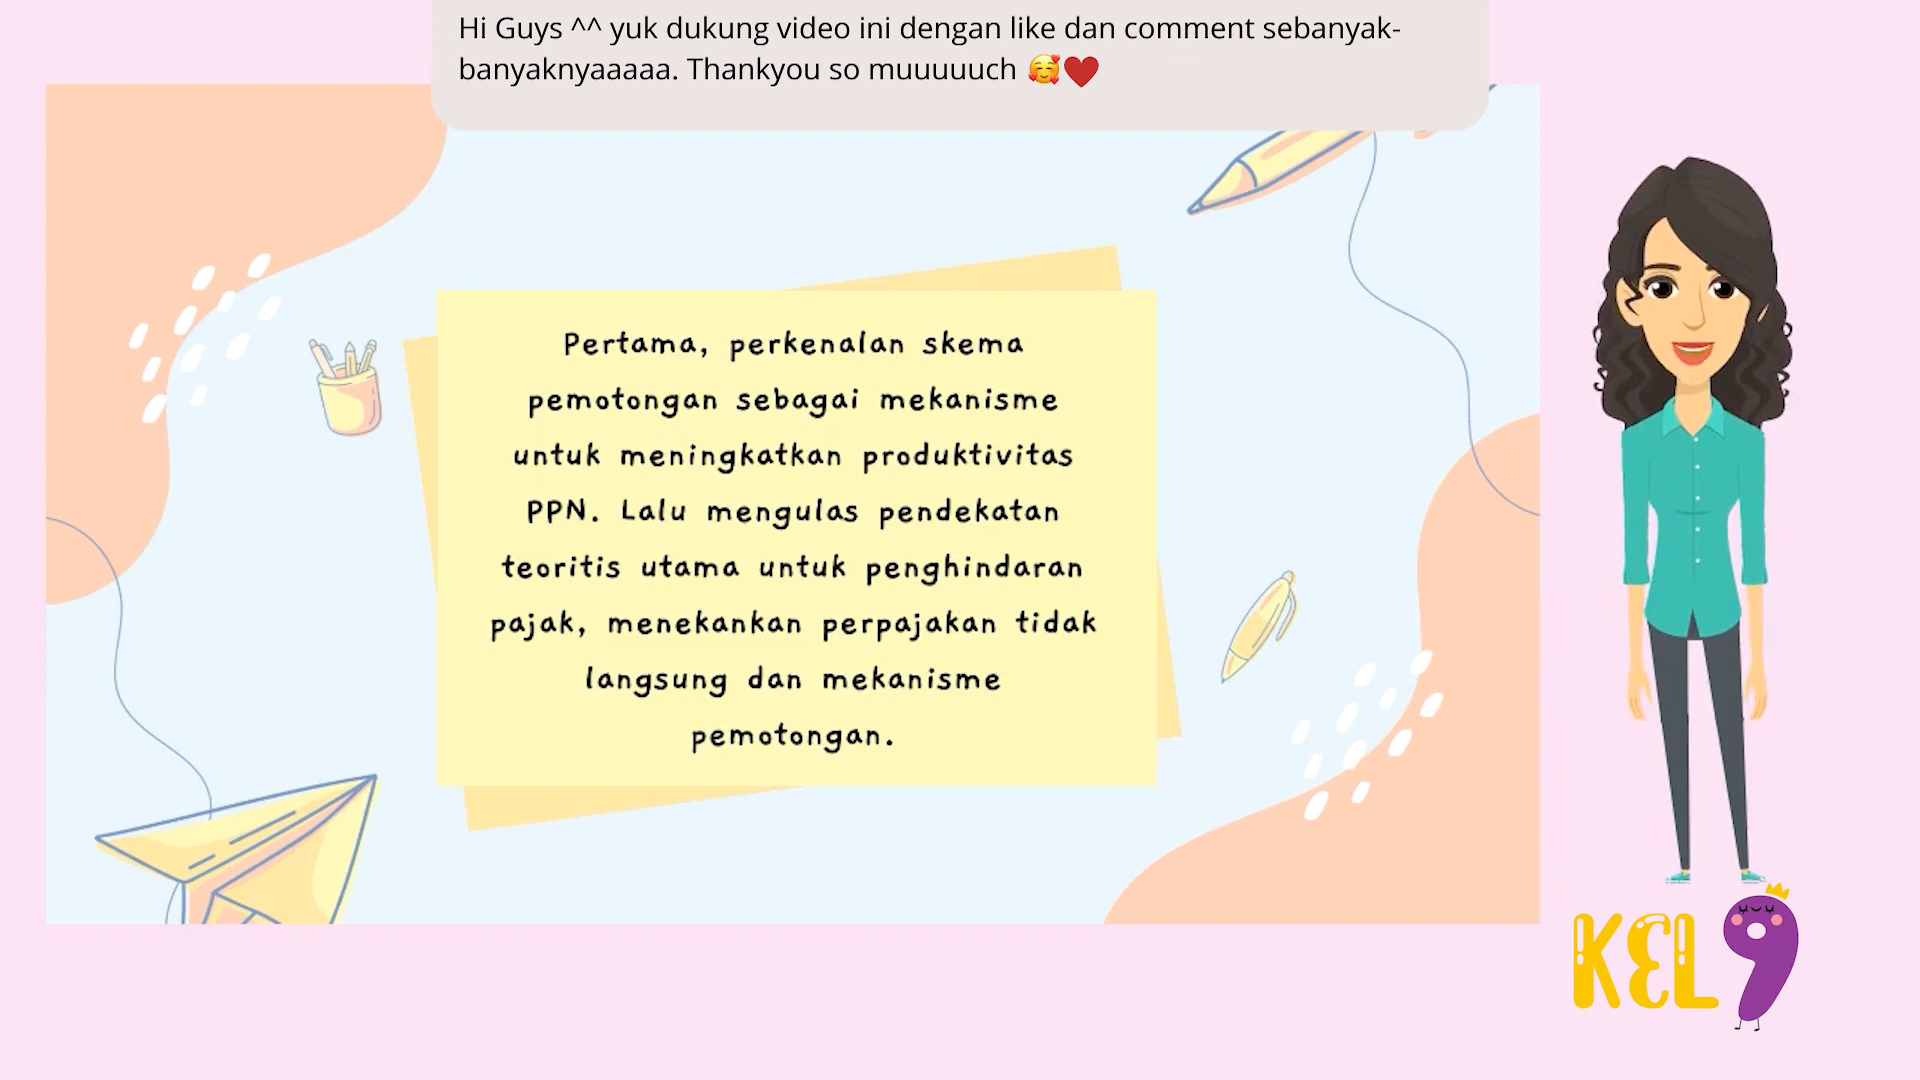 Hi Guys ^^ yuk dukung video ini dengan like dan comment sebanyak-
banyaknyaaaaa. Thankyou so muuuuuch 🥰❤️
Pertama, perkenalan skema
pemotongan sebagai mekanisme
untuk meningkatkan produktivitas
PPN. Lalu mengulas pendekatan
teoritis utama untuk penghindaran
pajak, menekankan perpajakan tidak
langsung dan mekanisme
pemotongan.
KEL 9